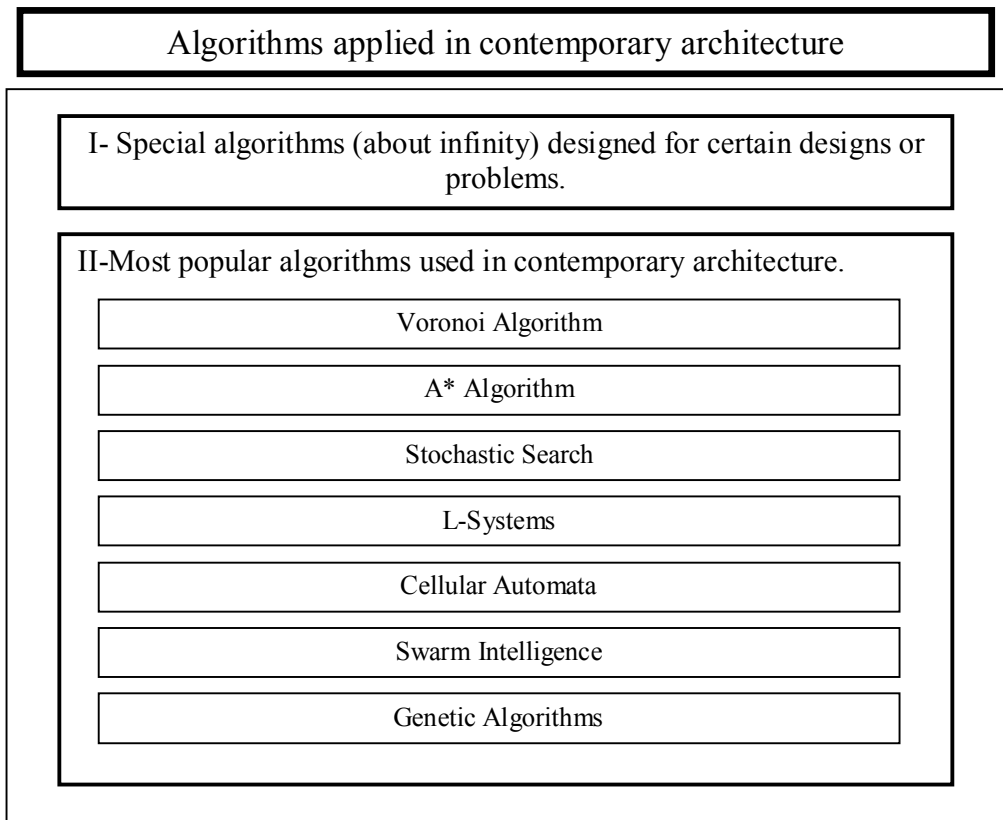 Algorithms applied in contemporary architecture
I- Special algorithms (about infinity) designed for certain designs or
problems.
II-Most popular algorithms used in contemporary architecture.
Voronoi Algorithm
A* Algorithm
Stochastic Search
L-Systems
Cellular Automata
Swarm Intelligence
Genetic Algorithms